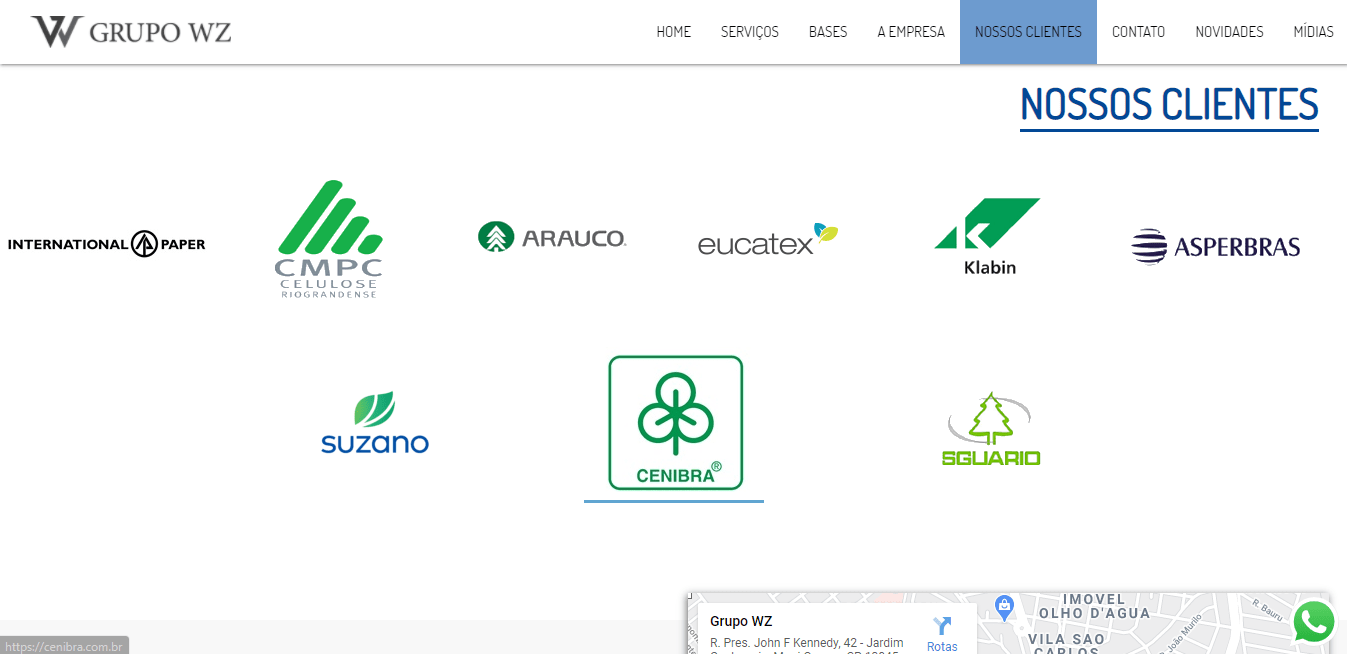 GRUPO WZ
HOME SERVIÇOS BASES A EMPRESA NOSSOS CLIENTES CONTATO NOVIDADES MÍDIAS
NOSSOS CLIENTES
INTERNATIONAL PAPER
CMPC
CELULOSE
RIOGRANDENSE
ARAUCO
eucatex
Klabin
ASPERBRAS
suzano
CENIBRA®
SGUARIO
Grupo WZ
R. Pres. John F Kennedy, 42 - Jardim
Rotas
IMOVEL
OLHO D'AGUA
VILA SAO
CARLOS
R. Bauru
João Murilo
https://cenibra.com.br